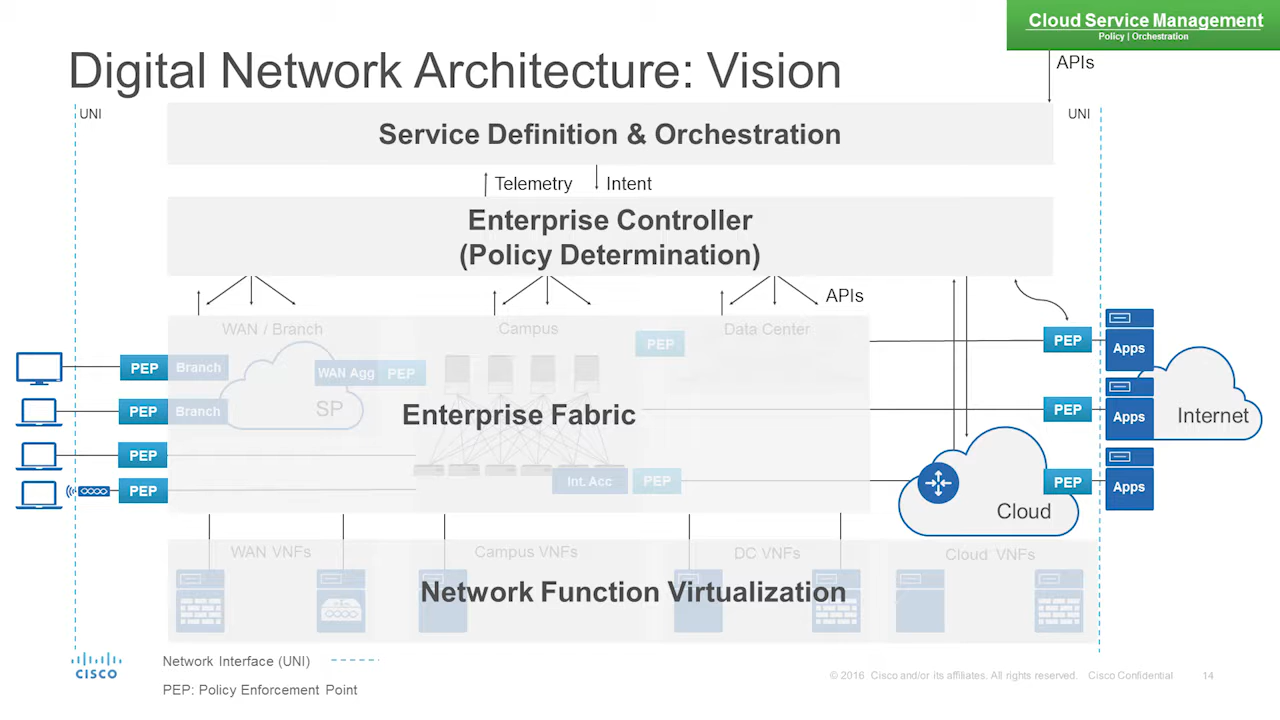 Cloud Service Management
Policy | Orchestration
Digital Network Architecture: Vision
APIs
UNI
UNI
Service Definition & Orchestration
Telemetry
Intent
Enterprise Controller
(Policy Determination)
APIs
WAN / Branch
Campus
Data Center
PEP
PEP
Apps
PEP
Branch
WAN Agg
PEP
PEP
Branch
SP
Enterprise Fabric
PEP
Apps
Internet
PEP
PEP
Int. Acc
PEP
PEP
Apps
Cloud
WAN VNFs
Campus VNFs
DC VNFs
Cloud VNFs
Network Function Virtualization
CISCO
Network Interface (UNI)
PEP: Policy Enforcement Point
© 2016 Cisco and/or its affiliates. All rights reserved. Cisco Confidential
14